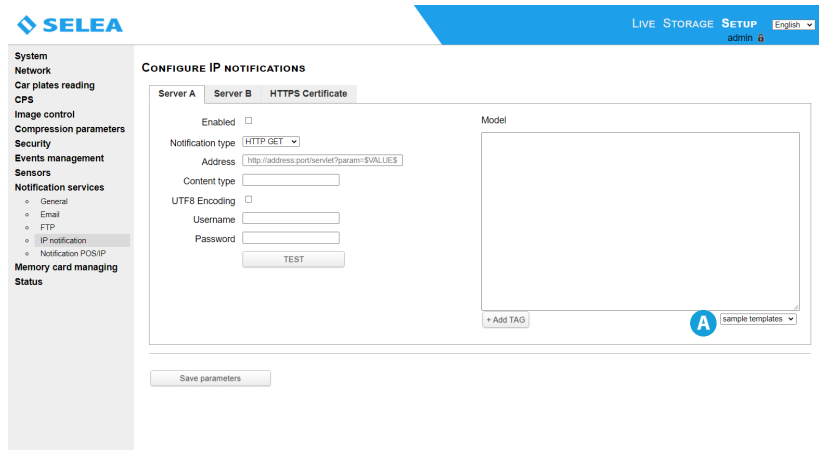 SELEA
LIVE STORAGE SETUP English
admin
System
Network
Car plates reading
CPS
Image control
Compression parameters
Security
Events management
Sensors
Notification services
General
Email
FTP
IP notification
Notification POS/IP
Memory card managing
Status
CONFIGURE IP NOTIFICATIONS
Server A Server B HTTPS Certificate
Enabled
Notification type HTTP GET
Address http://address:port/servlet?param=$VALUE$
Content type
UTF8 Encoding
Username
Password
TEST
Model
+ Add TAG
A
sample templates
Save parameters